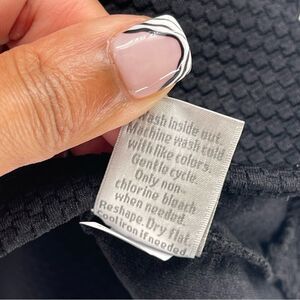 Wash inside out.
Machine wash cold
with like colors.
Gentle cycle.
Only non-
chlorine bleach
when needed.
Reshape. Dry flat.
Cool iron if needed